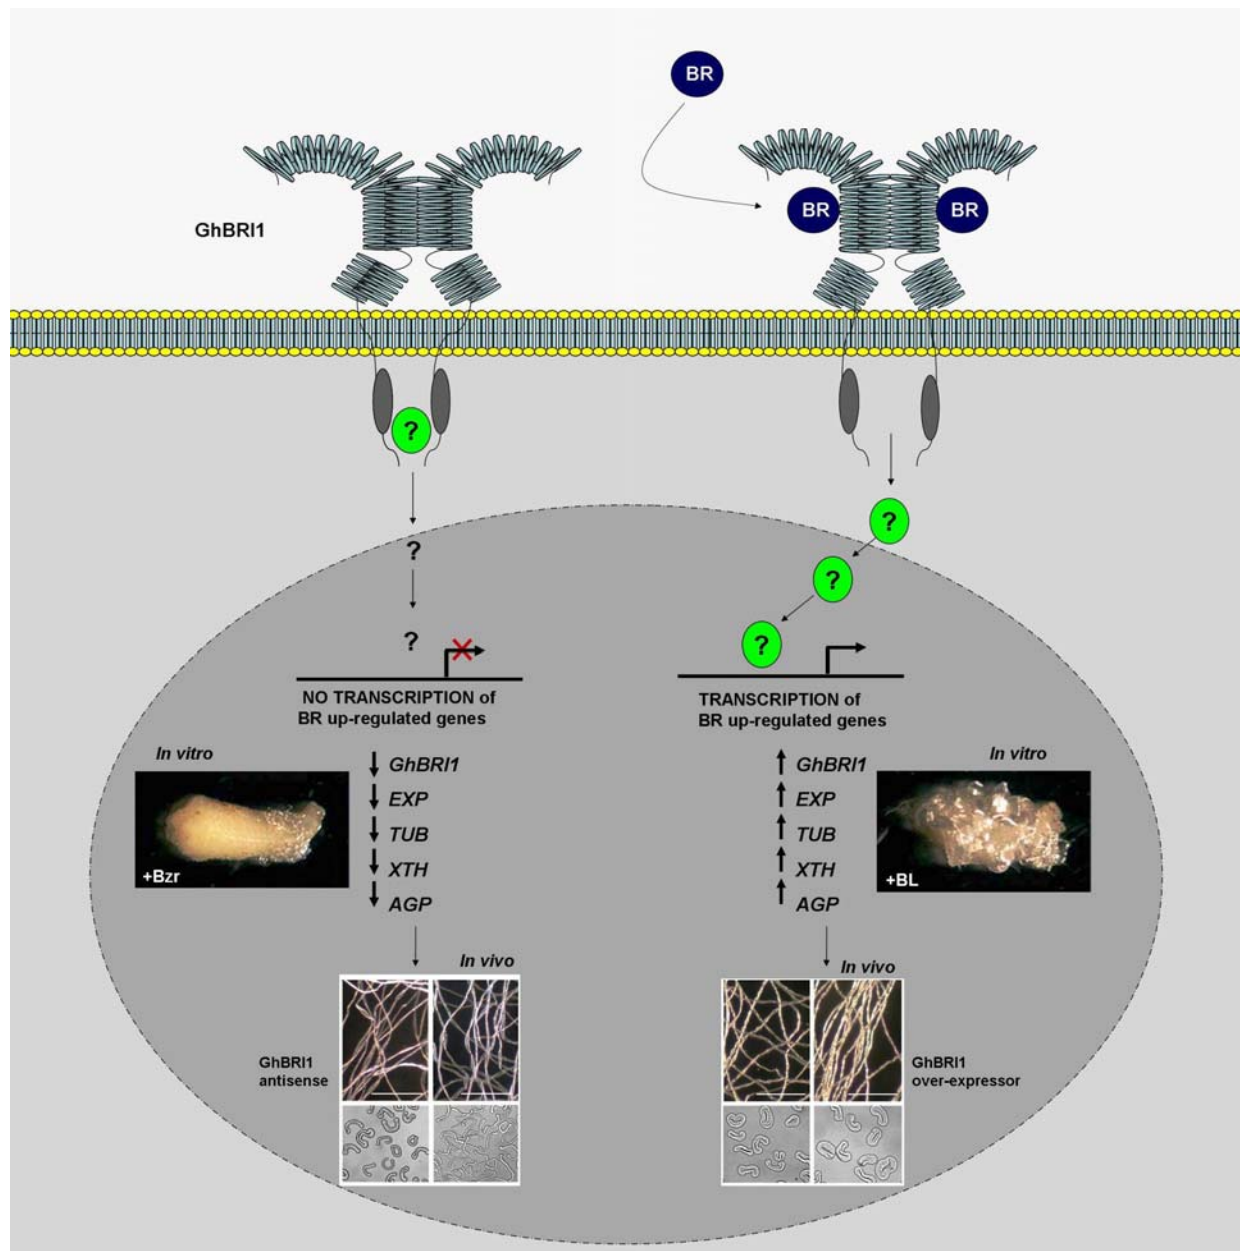 BR
GhBRI1
BR
BR
?
?
?
?
?
?
NO TRANSCRIPTION of
BR up-regulated genes
TRANSCRIPTION of
BR up-regulated genes
In vitro
+Bzr
GhBRI1
EXP
TUB
XTH
AGP
GhBRI1
EXP
TUB
XTH
AGP
In vitro
+BL
In vivo
GhBRI1
antisense
In vivo
GhBRI1
over-expressor